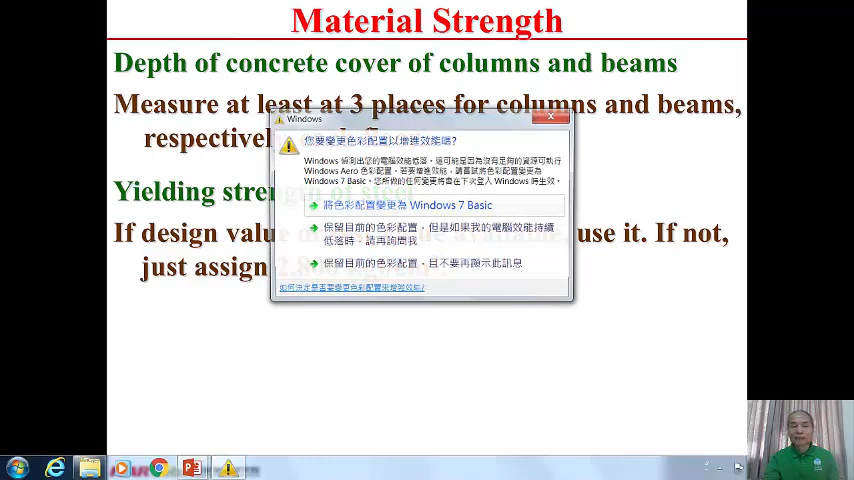 Material Strength
Depth of concrete cover of columns and beams
Measure at least at 3 places for columns and beams,
respectively
Windows
您要變更色彩配置以增進效能嗎?
Windows 偵測出您的電腦效能低落。這可能是因為沒有足夠的資源可執行
Windows Aero 色彩配置。若要增進效能，請嘗試將色彩配置變更為
Windows 7 Basic。您所做的任何變更將會在下次登入 Windows 時生效。
將色彩配置變更為 Windows 7 Basic
保留目前的色彩配置，但是如果我的電腦效能持續
低落時，請再詢問我
保留目前的色彩配置，且不要再顯示此訊息
如何決定是否要變更色彩配置來增強效能?
Yielding strength of steel
If design value available, use it. If not,
just assign 2,800